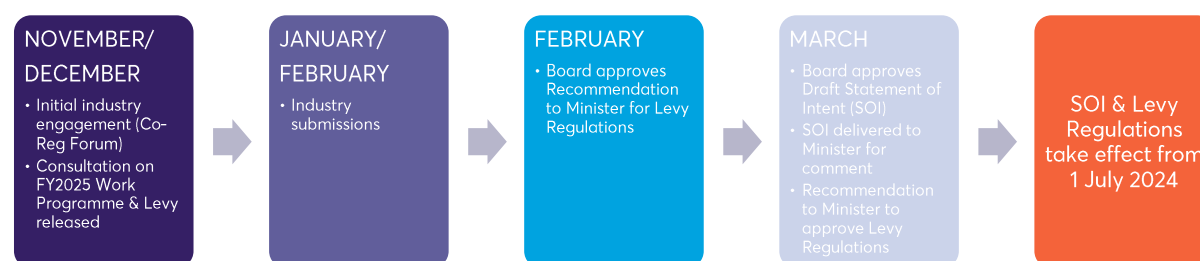 NOVEMBER/
DECEMBER
• Initial industry
engagement (Co-
Reg Forum)
• Consultation on
FY2025 Work
Programme & Levy
released
JANUARY/
FEBRUARY
• Industry
submissions
FEBRUARY
• Board approves
Recommendation
to Minister for Levy
Regulations
MARCH
• Board approves
Draft Statement of
Intent (SOI)
• SOI delivered to
Minister for
comment
• Recommendation
to Minister to
approve Levy
Regulations
SOI & Levy
Regulations
take effect from
1 July 2024